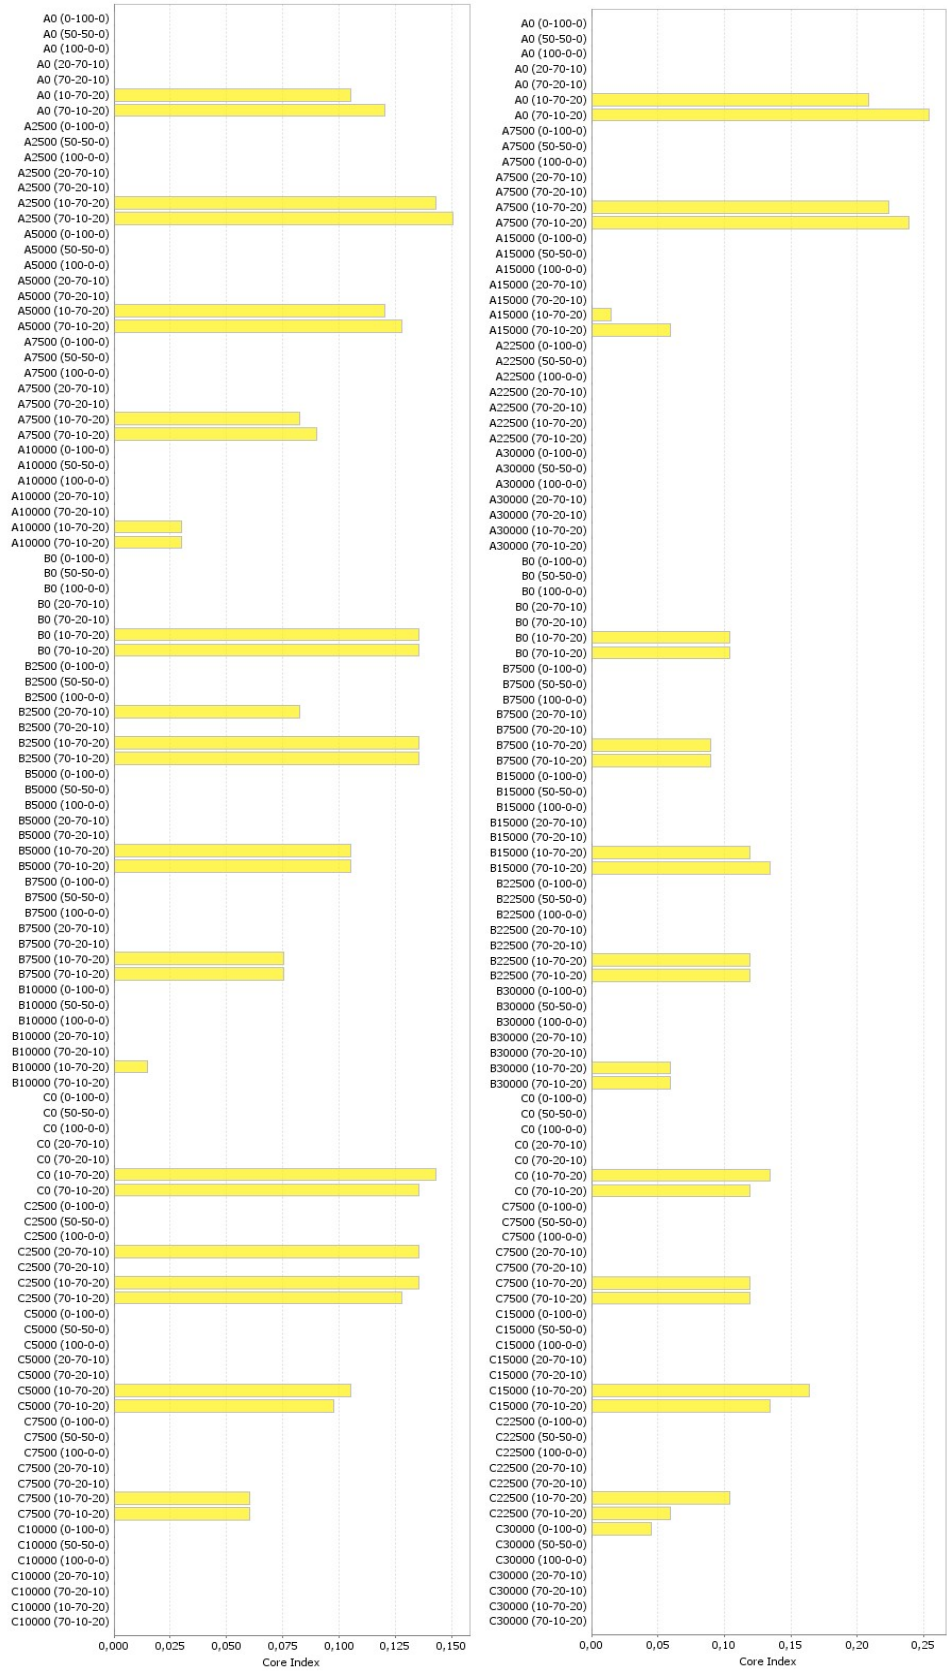 A0 (0-100-0)
A0 (50-50-0)
A0 (100-0-0)
A0 (20-70-10)
A0 (70-20-10)
A0 (10-70-20)
A0 (70-10-20)
A2500 (0-100-0)
A2500 (50-50-0)
A2500 (100-0-0)
A2500 (20-70-10)
A2500 (70-20-10)
A2500 (10-70-20)
A2500 (70-10-20)
A5000 (0-100-0)
A5000 (50-50-0)
A5000 (100-0-0)
A5000 (20-70-10)
A5000 (70-20-10)
A5000 (10-70-20)
A5000 (70-10-20)
A7500 (0-100-0)
A7500 (50-50-0)
A7500 (100-0-0)
A7500 (20-70-10)
A7500 (70-20-10)
A7500 (10-70-20)
A7500 (70-10-20)
A10000 (0-100-0)
A10000 (50-50-0)
A10000 (100-0-0)
A10000 (20-70-10)
A10000 (70-20-10)
A10000 (10-70-20)
A10000 (70-10-20)
B0 (0-100-0)
B0 (50-50-0)
B0 (100-0-0)
B0 (20-70-10)
B0 (70-20-10)
B0 (10-70-20)
B0 (70-10-20)
B2500 (0-100-0)
B2500 (50-50-0)
B2500 (100-0-0)
B2500 (20-70-10)
B2500 (70-20-10)
B2500 (10-70-20)
B2500 (70-10-20)
B5000 (0-100-0)
B5000 (50-50-0)
B5000 (100-0-0)
B5000 (20-70-10)
B5000 (70-20-10)
B5000 (10-70-20)
B5000 (70-10-20)
B7500 (0-100-0)
B7500 (50-50-0)
B7500 (100-0-0)
B7500 (20-70-10)
B7500 (70-20-10)
B7500 (10-70-20)
B7500 (70-10-20)
B10000 (0-100-0)
B10000 (50-50-0)
B10000 (100-0-0)
B10000 (20-70-10)
B10000 (70-20-10)
B10000 (10-70-20)
B10000 (70-10-20)
C0 (0-100-0)
C0 (50-50-0)
C0 (100-0-0)
C0 (20-70-10)
C0 (70-20-10)
C0 (10-70-20)
C0 (70-10-20)
C2500 (0-100-0)
C2500 (50-50-0)
C2500 (100-0-0)
C2500 (20-70-10)
C2500 (70-20-10)
C2500 (10-70-20)
C2500 (70-10-20)
C5000 (0-100-0)
C5000 (50-50-0)
C5000 (100-0-0)
C5000 (20-70-10)
C5000 (70-20-10)
C5000 (10-70-20)
C5000 (70-10-20)
C7500 (0-100-0)
C7500 (50-50-0)
C7500 (100-0-0)
C7500 (20-70-10)
C7500 (70-20-10)
C7500 (10-70-20)
C7500 (70-10-20)
C10000 (0-100-0)
C10000 (50-50-0)
C10000 (100-0-0)
C10000 (20-70-10)
C10000 (70-20-10)
C10000 (10-70-20)
C10000 (70-10-20)
0,000 0,025 0,050 0,075 0,100 0,125 0,150
Core Index
A0 (0-100-0)
A0 (50-50-0)
A0 (100-0-0)
A0 (20-70-10)
A0 (70-20-10)
A0 (10-70-20)
A0 (70-10-20)
A7500 (0-100-0)
A7500 (50-50-0)
A7500 (100-0-0)
A7500 (20-70-10)
A7500 (70-20-10)
A7500 (10-70-20)
A7500 (70-10-20)
A15000 (0-100-0)
A15000 (50-50-0)
A15000 (100-0-0)
A15000 (20-70-10)
A15000 (70-20-10)
A15000 (10-70-20)
A15000 (70-10-20)
A22500 (0-100-0)
A22500 (50-50-0)
A22500 (100-0-0)
A22500 (20-70-10)
A22500 (70-20-10)
A22500 (10-70-20)
A22500 (70-10-20)
A30000 (0-100-0)
A30000 (50-50-0)
A30000 (100-0-0)
A30000 (20-70-10)
A30000 (70-20-10)
A30000 (10-70-20)
A30000 (70-10-20)
B0 (0-100-0)
B0 (50-50-0)
B0 (100-0-0)
B0 (20-70-10)
B0 (70-20-10)
B0 (10-70-20)
B0 (70-10-20)
B7500 (0-100-0)
B7500 (50-50-0)
B7500 (100-0-0)
B7500 (20-70-10)
B7500 (70-20-10)
B7500 (10-70-20)
B7500 (70-10-20)
B15000 (0-100-0)
B15000 (50-50-0)
B15000 (100-0-0)
B15000 (20-70-10)
B15000 (70-20-10)
B15000 (10-70-20)
B15000 (70-10-20)
B22500 (0-100-0)
B22500 (50-50-0)
B22500 (100-0-0)
B22500 (20-70-10)
B22500 (70-20-10)
B22500 (10-70-20)
B22500 (70-10-20)
B30000 (0-100-0)
B30000 (50-50-0)
B30000 (100-0-0)
B30000 (20-70-10)
B30000 (70-20-10)
B30000 (10-70-20)
B30000 (70-10-20)
C0 (0-100-0)
C0 (50-50-0)
C0 (100-0-0)
C0 (20-70-10)
C0 (70-20-10)
C0 (10-70-20)
C0 (70-10-20)
C7500 (0-100-0)
C7500 (50-50-0)
C7500 (100-0-0)
C7500 (20-70-10)
C7500 (70-20-10)
C7500 (10-70-20)
C7500 (70-10-20)
C15000 (0-100-0)
C15000 (50-50-0)
C15000 (100-0-0)
C15000 (20-70-10)
C15000 (70-20-10)
C15000 (10-70-20)
C15000 (70-10-20)
C22500 (0-100-0)
C22500 (50-50-0)
C22500 (100-0-0)
C22500 (20-70-10)
C22500 (70-20-10)
C22500 (10-70-20)
C22500 (70-10-20)
C30000 (0-100-0)
C30000 (50-50-0)
C30000 (100-0-0)
C30000 (20-70-10)
C30000 (70-20-10)
C30000 (10-70-20)
C30000 (70-10-20)
0,00 0,05 0,10 0,15 0,20 0,25
Core Index